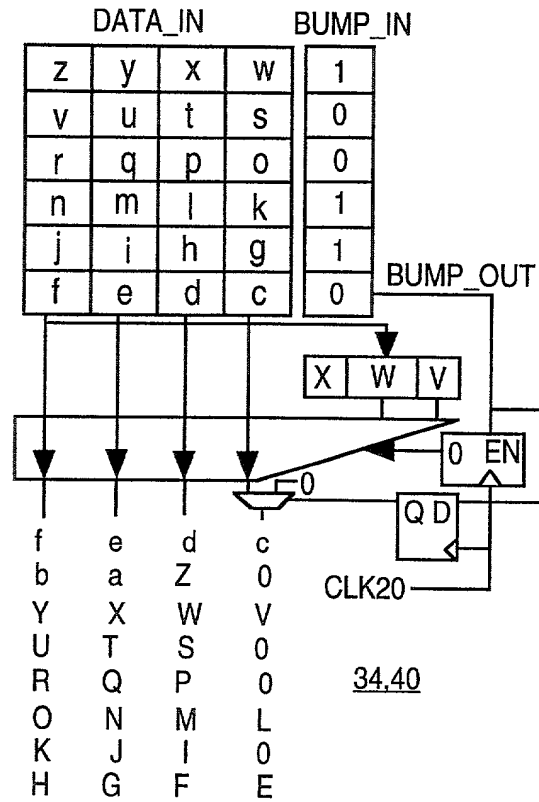 DATA_IN BUMP_IN
z y x w 1
v u t s 0
r q p o 0
n m l k 1
j i h g 1
f e d c 0
BUMP_OUT
X W V
0 EN
0
Q D
CLK20
f e d c
b a Z 0
Y X W V
U T S 0
R Q P 0
34,40
O N M L
K J I 0
H G F E